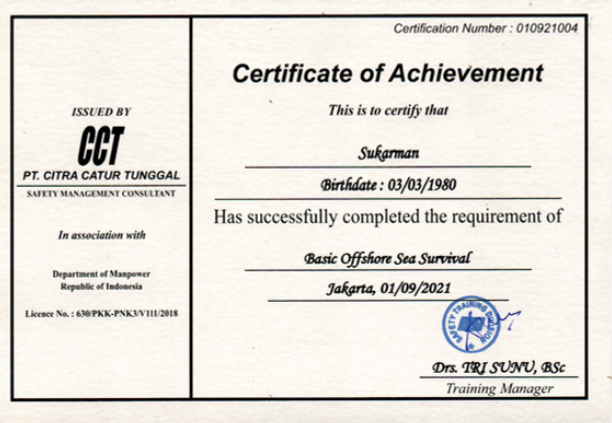 Certification Number : 010921004
Certificate of Achievement
This is to certify that
Sukarman
Birthdate : 03/03/1980
Has successfully completed the requirement of
Basic Offshore Sea Survival
Jakarta, 01/09/2021
SAFETY TRAINING DIVISION
Drs. TRI SUNU, BSc
Training Manager
ISSUED BY
CCT
PT. CITRA CATUR TUNGGAL
SAFETY MANAGEMENT CONSULTANT
In association with
Department of Manpower
Republic of Indonesia
Licence No. : 630/PKK-PNK3/V111/2018